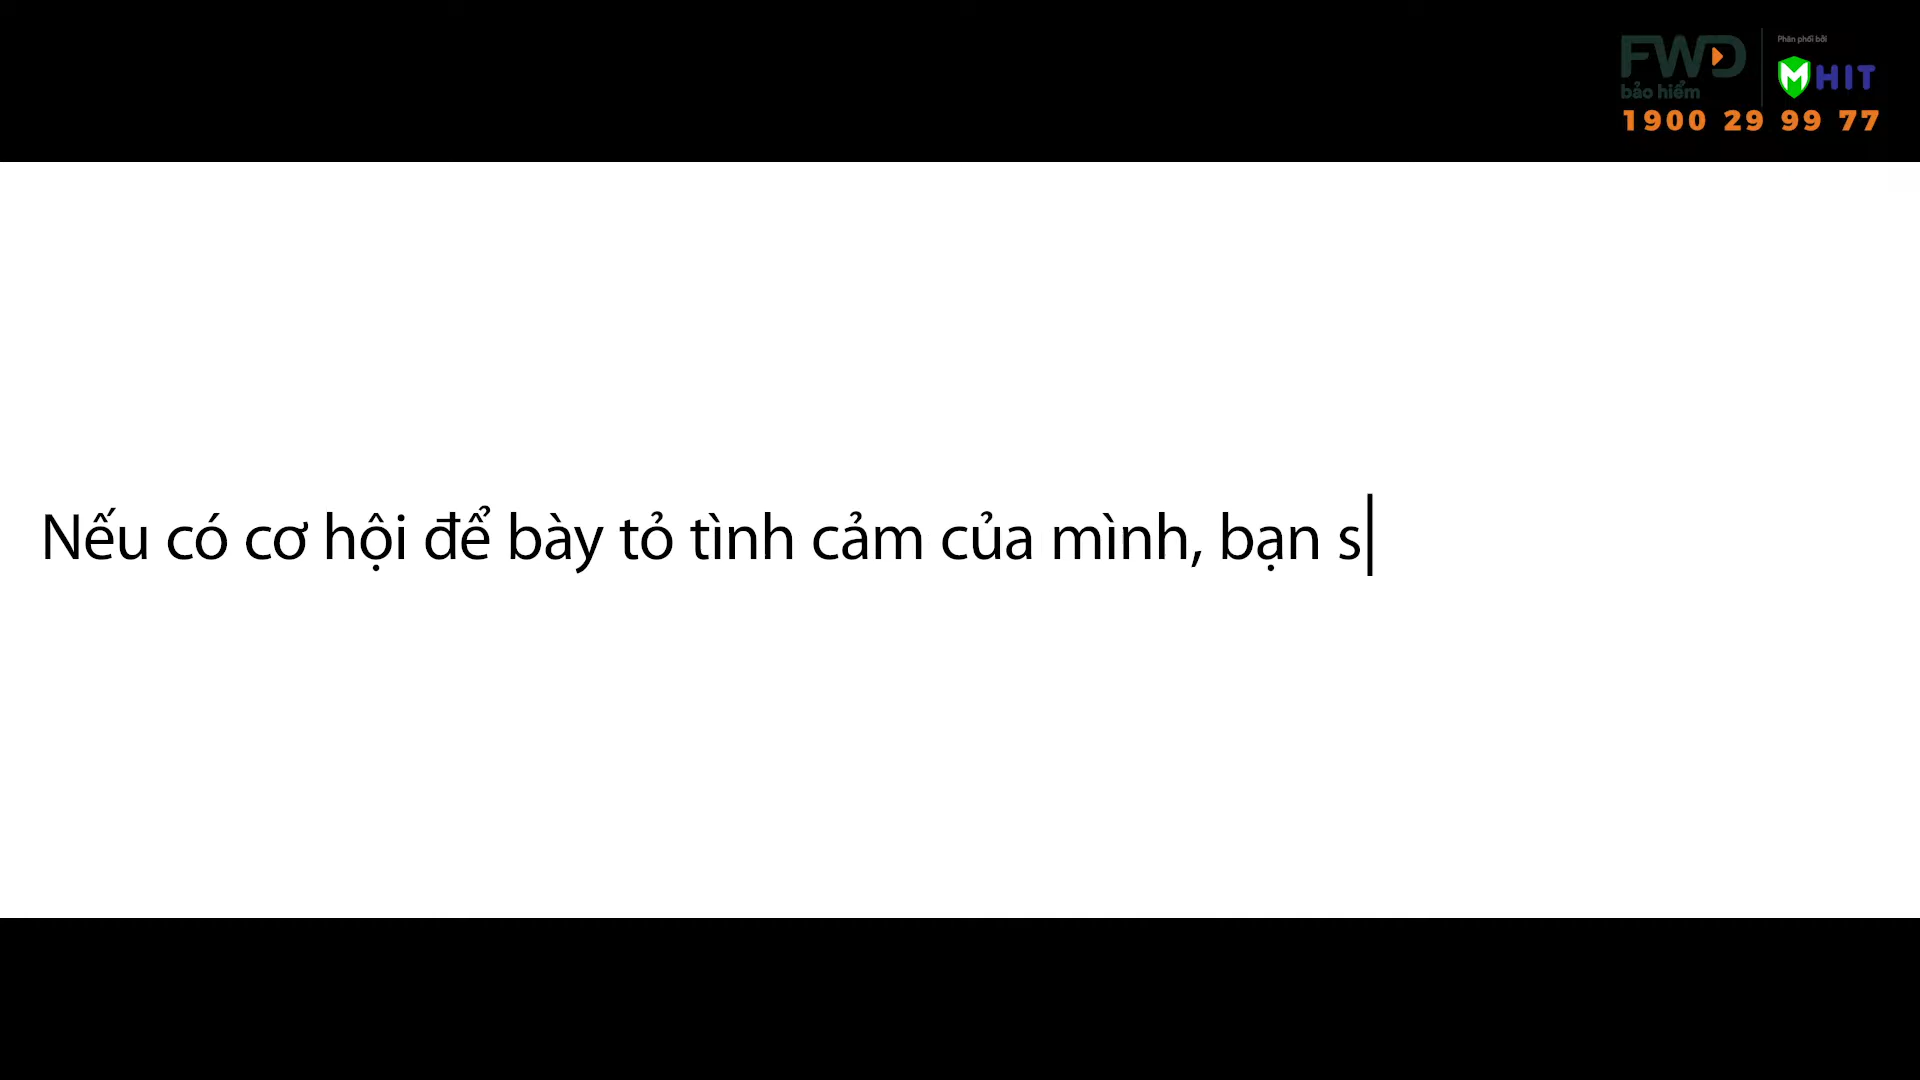 FWD
bảo hiểm
Phân phối bởi
MHIT
1900 29 99 77
Nếu có cơ hội để bày tỏ tình cảm của mình, bạn s